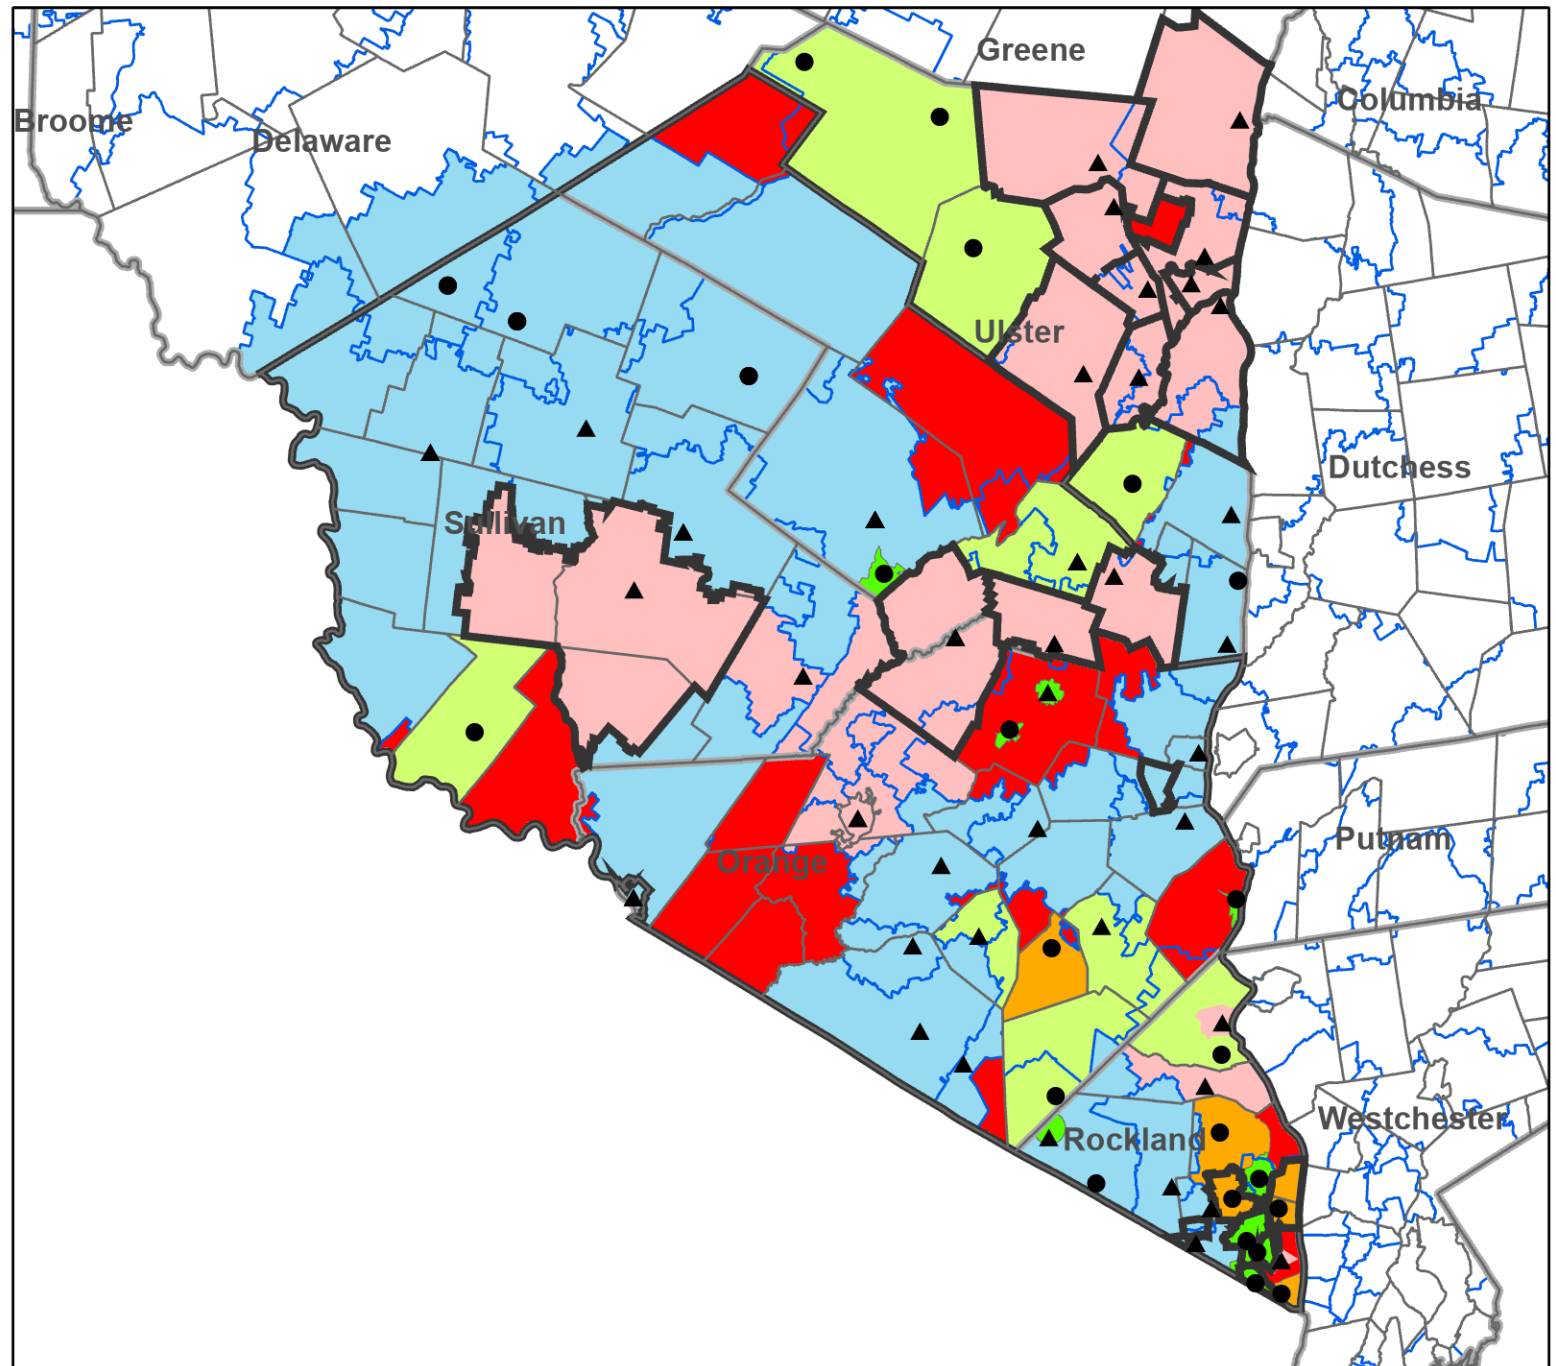 Greene
Columbia
Broome
Delaware
Ulster
Dutchess
Sullivan
Putnam
Orange
Westchester
Rockland